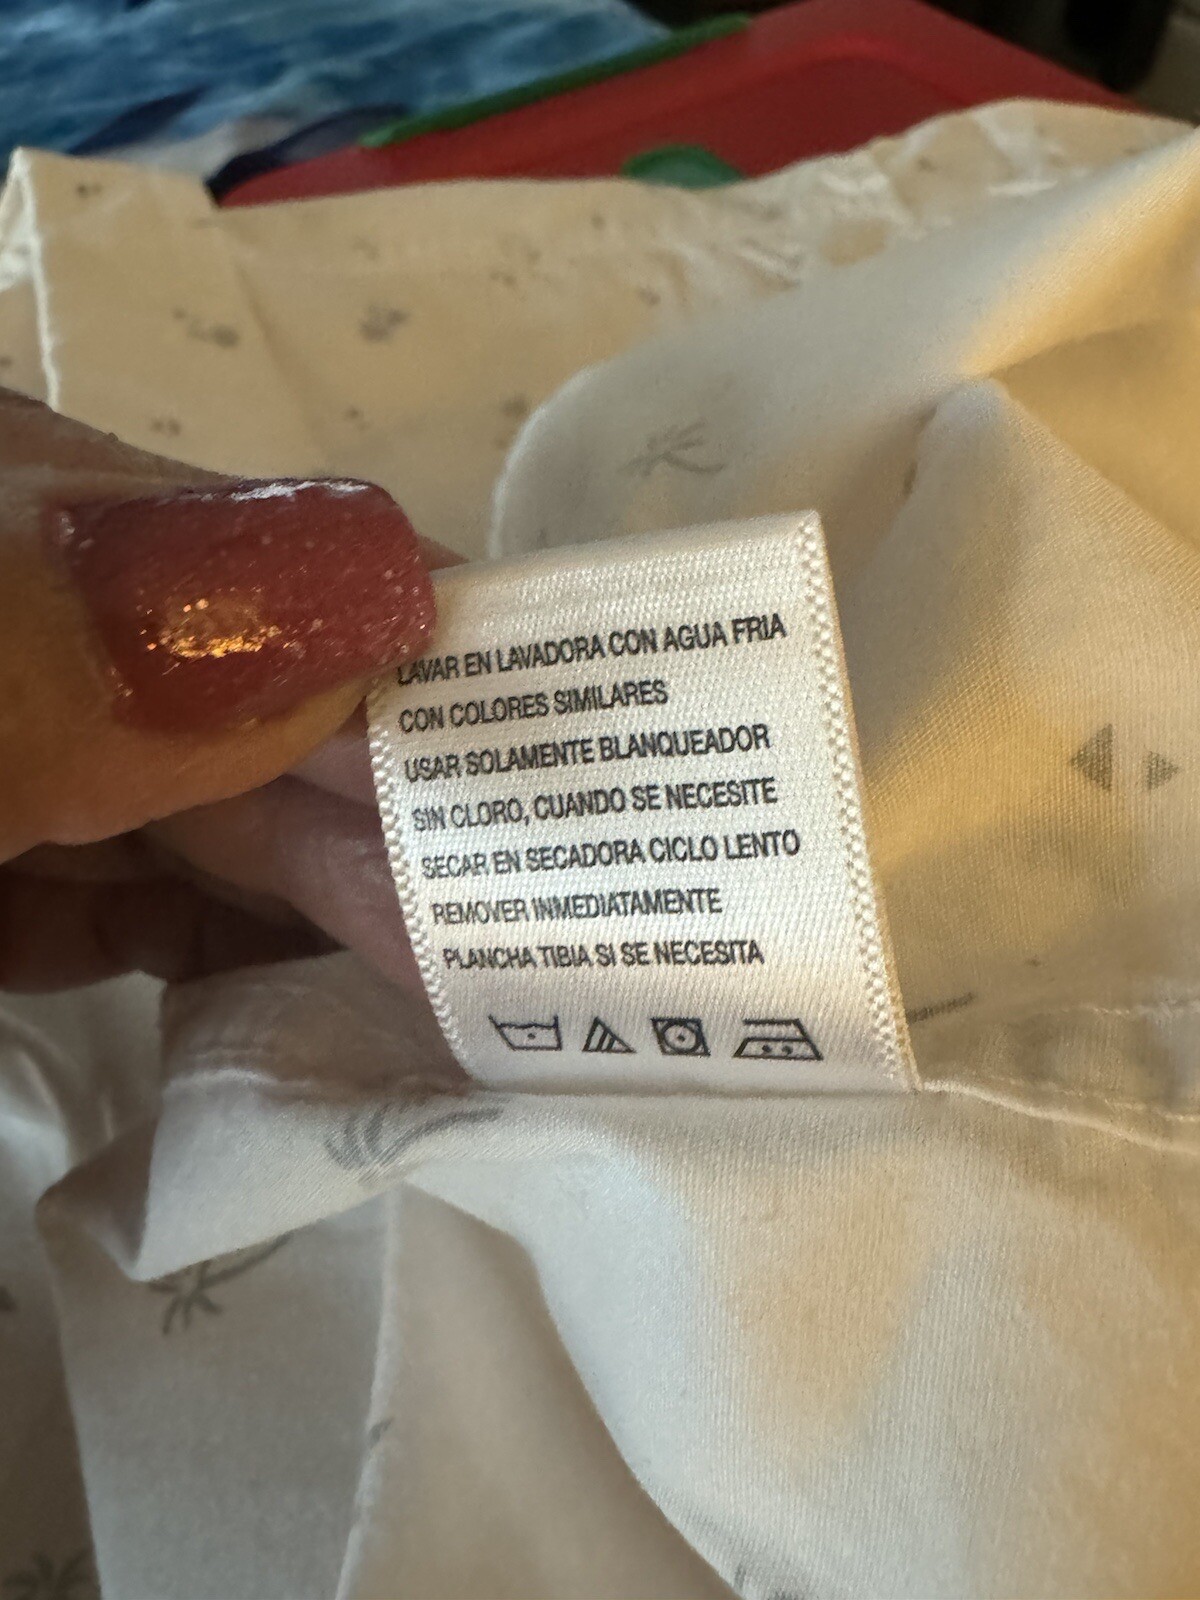 LAVAR EN LAVADORA CON AGUA FRIA
CON COLORES SIMILARES
USAR SOLAMENTE BLANQUEADOR
SIN CLORO, CUANDO SE NECESITE
SECAR EN SECADORA CICLO LENTO
REMOVER INMEDIATAMENTE
PLANCHA TIBIA SI SE NECESITA